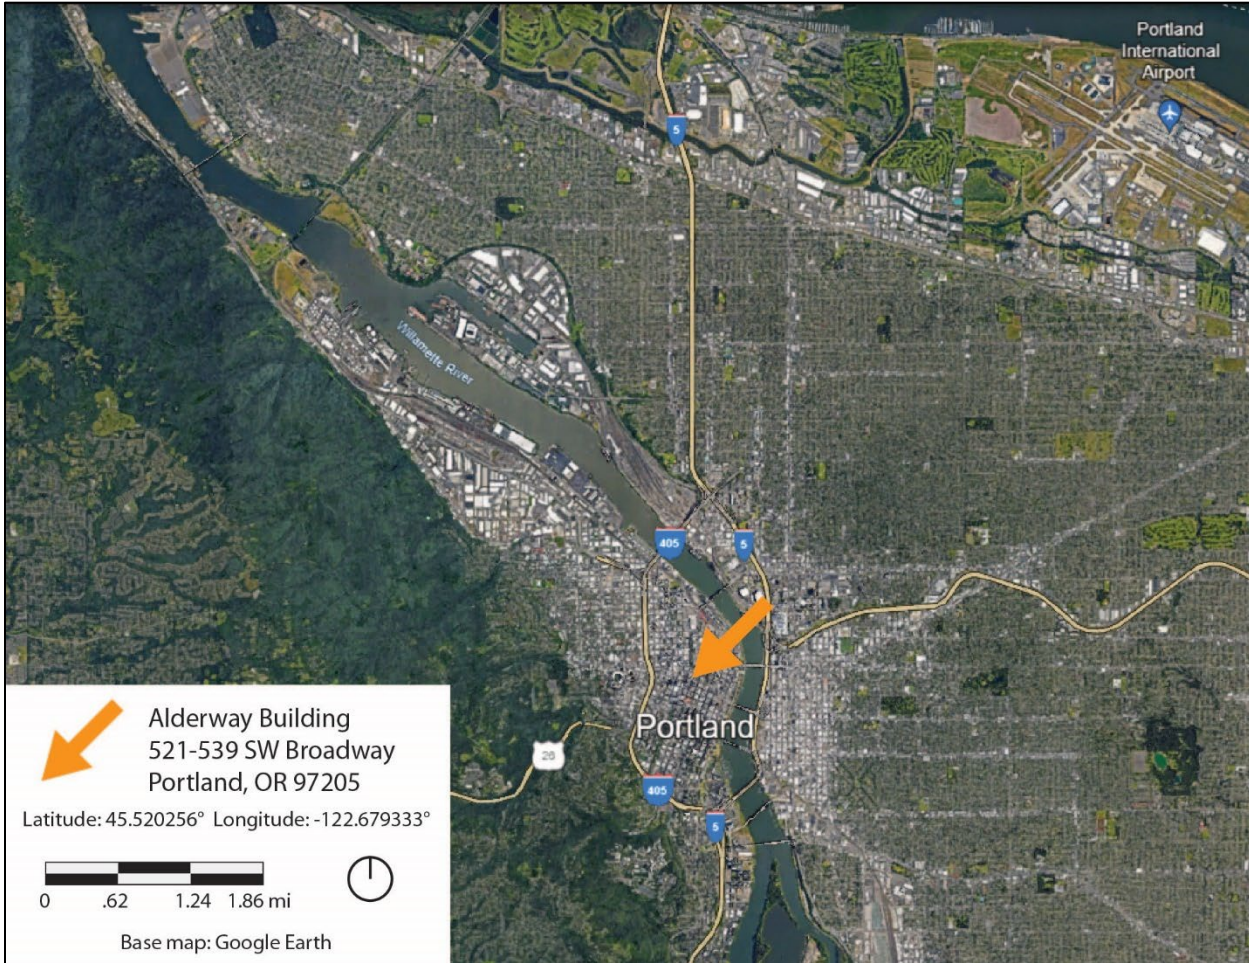 Portland
International
Airport
5
Willamette River
405
5
Portland
26
405
5
Alderway Building
521-539 SW Broadway
Portland, OR 97205
Latitude: 45.520256° Longitude: -122.679333°
0 .62 1.24 1.86 mi
Base map: Google Earth